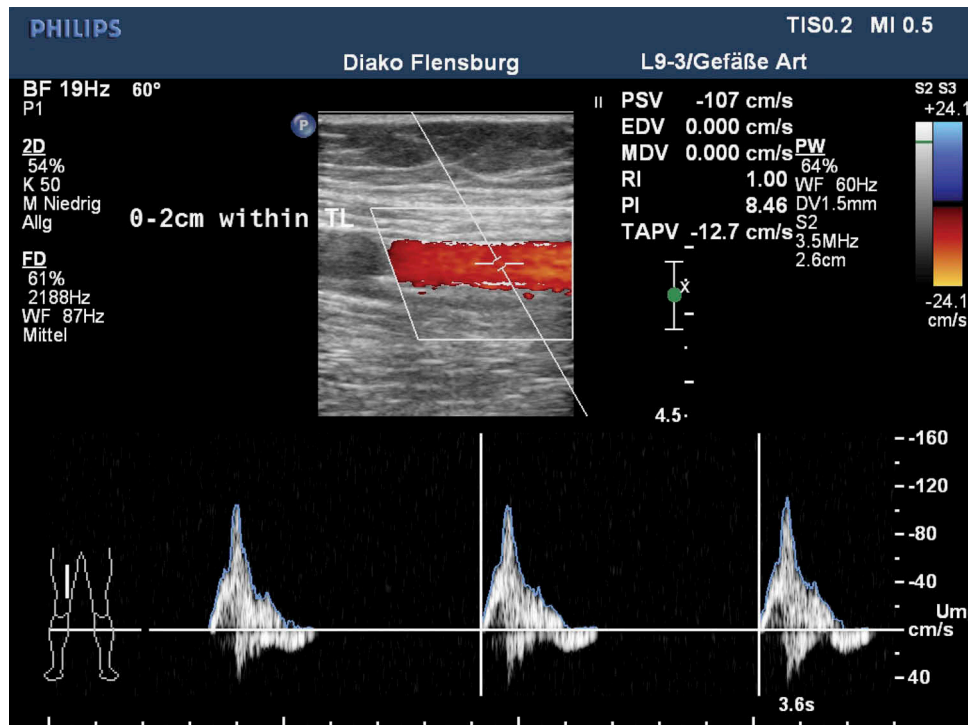 PHILIPS
TIS0.2 MI 0.5
Diako Flensburg
L9-3/Gefäße Art
BF 19Hz 60°
P1
2D
54%
K 50
M Niedrig
Allg
FD
61%
2188Hz
WF 87Hz
Mittel
0-2cm within TL
P
PSV -107 cm/s
EDV 0.000 cm/s
MDV 0.000 cm/s
RI 1.00
PI 8.46
TAPV -12.7 cm/s
PW
64%
WF 60Hz
DV1.5mm
S2
3.5MHz
2.6cm
S2 S3
+24.1
-24.1
cm/s
x
4.5
-160
-120
-80
-40
Um
cm/s
40
3.6s